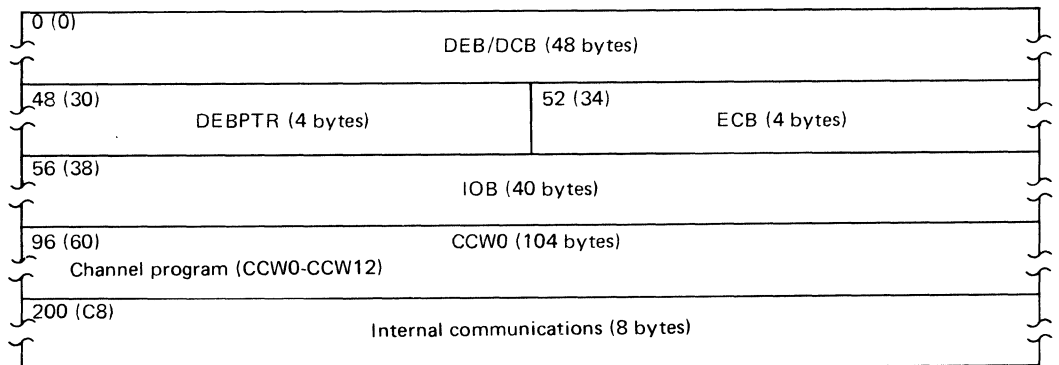 0 (0)
DEB/DCB (48 bytes)
48 (30)
DEBPTR (4 bytes)
52 (34)
ECB (4 bytes)
56 (38)
IOB (40 bytes)
96 (60)
CCW0 (104 bytes)
Channel program (CCW0-CCW12)
200 (C8)
Internal communications (8 bytes)